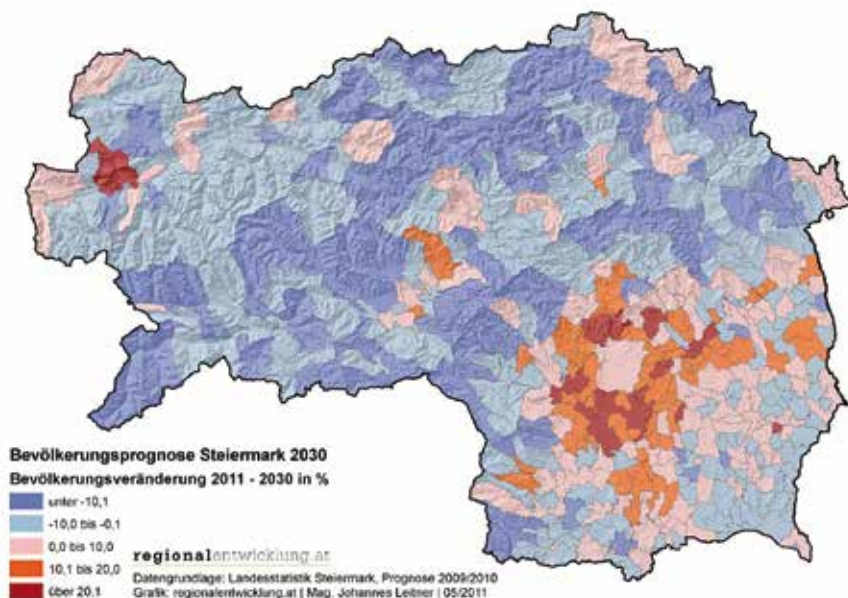 Bevölkerungsprognose Steiermark 2030
Bevölkerungsveränderung 2011 - 2030 in %
unter -10,1
-10,0 bis -0,1
0,0 bis 10,0
10,1 bis 20,0
über 20,1
regionalentwicklung.at
Datengrundlage: Landesstatistik Steiermark, Prognose 2009/2010
Grafik: regionalentwicklung.at | Mag. Johannes Leitner | 05/2011